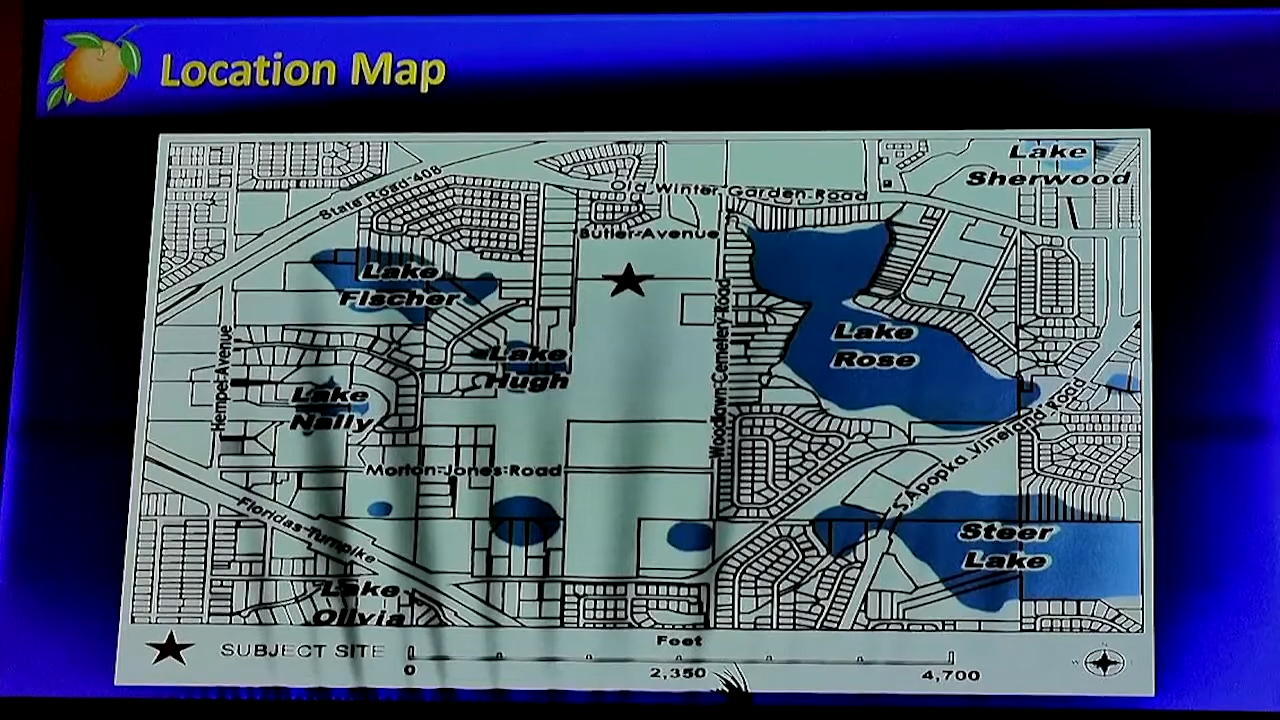 Location Map
Lake
Sherwood
State Road 408
Old Winter Garden Road
Butler Avenue
Lake
Fischer
Lake
Rose
Hemper Avenue
Lake
Hugh
Woodlawn Cemetery Road
Lake
Nally
Morton Jones Road
S Apopka Vineland Road
Floridas Turnpike
Steer
Lake
Lake
Olivia
SUBJECT SITE
Feet
0
2,350
4,700